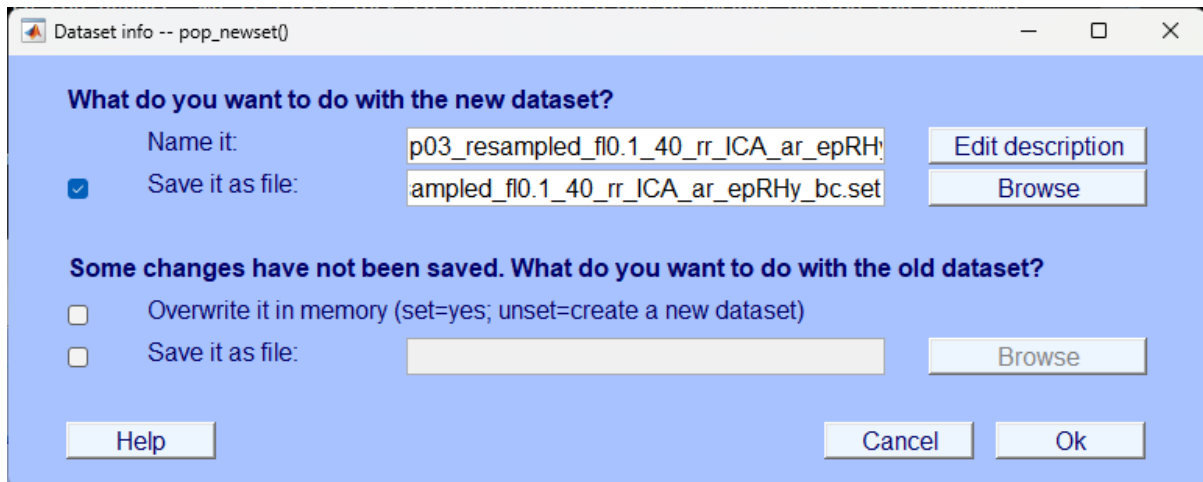 Dataset info -- pop_newset()
What do you want to do with the new dataset?
Name it: p03_resampled_fl0.1_40_rr_ICA_ar_epRHy Edit description
Save it as file: ampled_fl0.1_40_rr_ICA_ar_epRHy_bc.set Browse
Some changes have not been saved. What do you want to do with the old dataset?
Overwrite it in memory (set=yes; unset=create a new dataset)
Save it as file: Browse
Help Cancel Ok